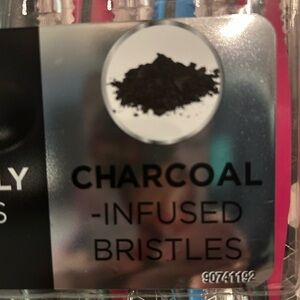 LY
S
CHARCOAL
-INFUSED
BRISTLES
90741192